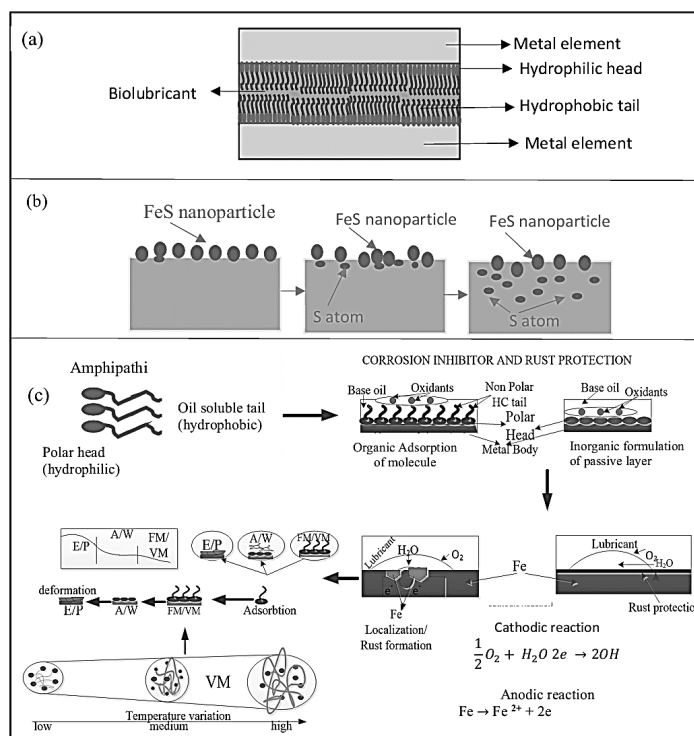 (a)
Metal element
Hydrophilic head
Biolubricant
Hydrophobic tail
Metal element
(b)
FeS nanoparticle
FeS nanoparticle
FeS nanoparticle
S atom
S atom
(c)
Amphipathi
Oil soluble tail
(hydrophobic)
Polar head
(hydrophilic)
CORROSION INHIBITOR AND RUST PROTECTION
Base oil
Oxidants
Non Polar
HC tail
Polar
Head
Metal Body
Organic Adsorption
of molecule
Base oil
Oxidants
Inorganic formulation
of passive layer
E/P
A/W
FM/
VM
E/P
A/W
FM/VM
deformation
E/P
A/W
FM/VM
Adsorbtion
Lubricant
H₂O
O₂
e⁻
e⁻
Fe
Localization/
Rust formation
Fe
Lubricant
O₂
H₂O
Rust protectio
Cathodic reaction
1/2 O₂ + H₂O 2e → 2OH
Anodic reaction
Fe → Fe ²⁺ + 2e
VM
Temperature variation
low
medium
high